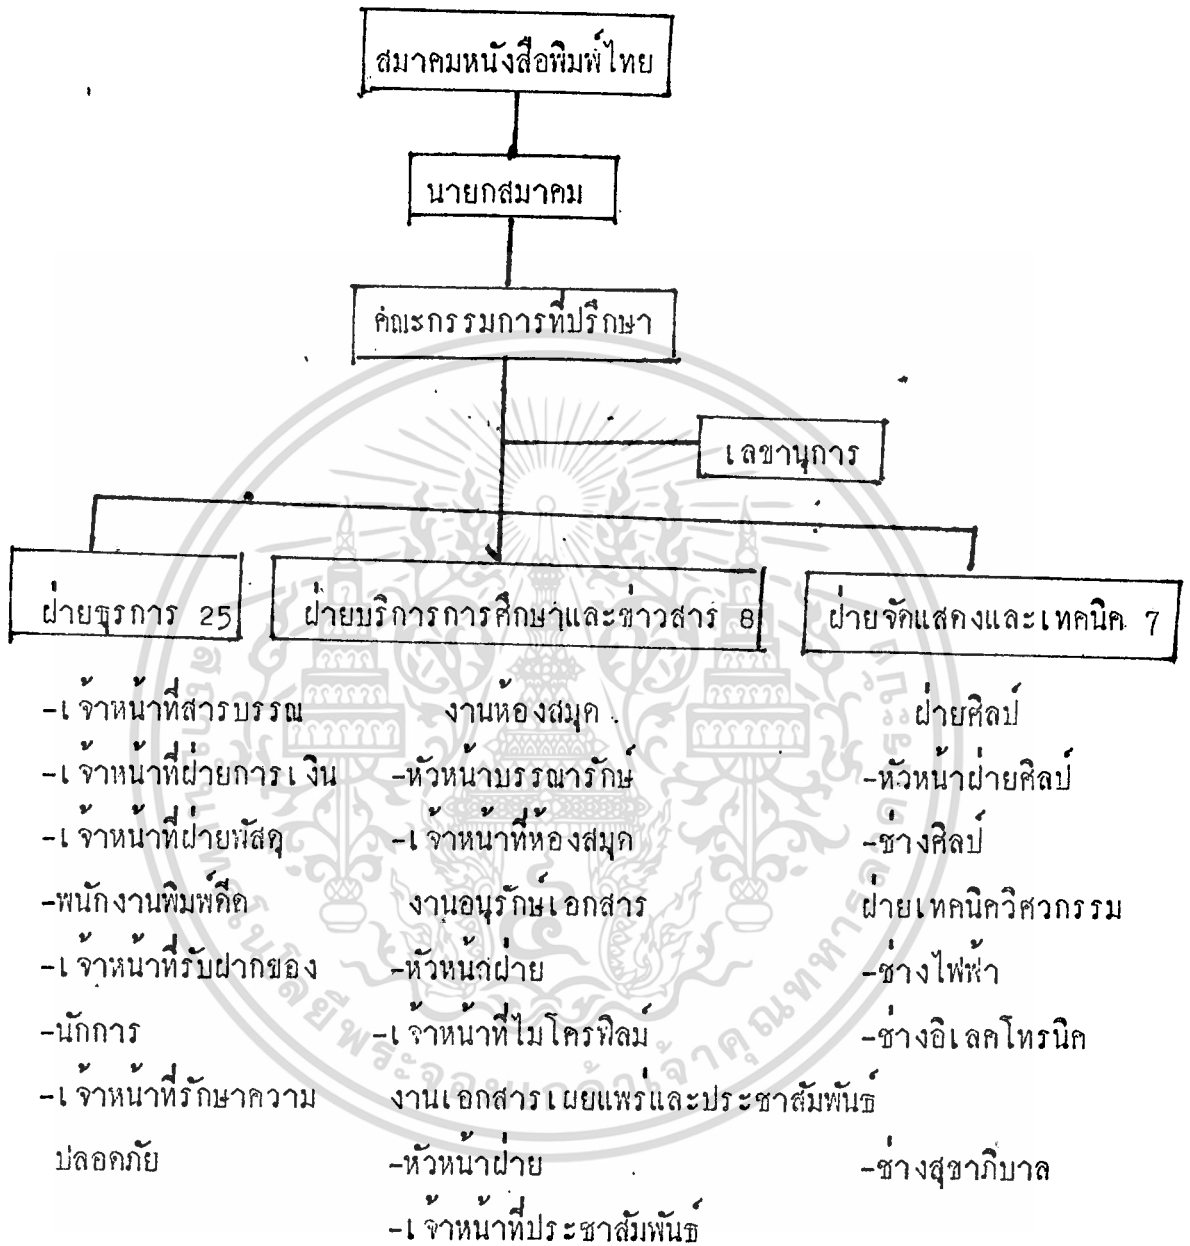 สมาคมหนังสือพิมพ์ไทย
นายกสมาคม
คณะกรรมการที่ปรึกษา
เลขานุการ
ฝ่ายธุรการ 25
ฝ่ายบริการการศึกษาและข่าวสาร 8
ฝ่ายจัดแสดงและเทคนิค 7
-เจ้าหน้าที่สารบรรณ
-เจ้าหน้าที่ฝ่ายการเงิน
-เจ้าหน้าที่ฝ่ายพัสดุ
-พนักงานพิมพ์ดีด
-เจ้าหน้าที่รับฝากของ
-นักการ
-เจ้าหน้าที่รักษาความ
ปลอดภัย
งานห้องสมุด
-หัวหน้าบรรณารักษ์
-เจ้าหน้าที่ห้องสมุด
งานอนุรักษ์เอกสาร
-หัวหน้าฝ่าย
-เจ้าหน้าที่ไมโครฟิลม์
งานเอกสารเผยแพร่และประชาสัมพันธ์
-หัวหน้าฝ่าย
-เจ้าหน้าที่ประชาสัมพันธ์
ฝ่ายศิลป์
-หัวหน้าฝ่ายศิลป์
-ช่างศิลป์
ฝ่ายเทคนิควิศวกรรม
-ช่างไฟฟ้า
-ช่างอิเลคโทรนิค
-ช่างสุขาภิบาล